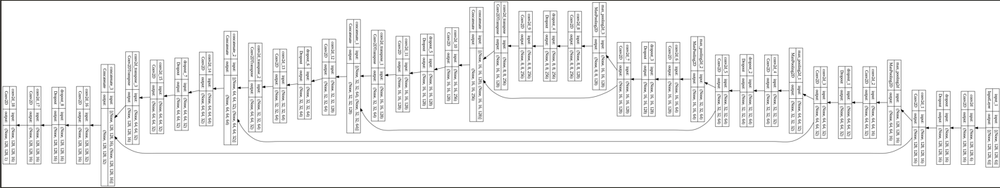 input_1 input: [(None, 128, 128, 6)]
InputLayer output: [(None, 128, 128, 6)]
conv2d input: (None, 128, 128, 6)
Conv2D output: (None, 128, 128, 16)
dropout input: (None, 128, 128, 16)
Dropout output: (None, 128, 128, 16)
conv2d_1 input: (None, 128, 128, 16)
Conv2D output: (None, 128, 128, 16)
max_pooling2d input: (None, 128, 128, 16)
MaxPooling2D output: (None, 64, 64, 16)
conv2d_2 input: (None, 64, 64, 16)
Conv2D output: (None, 64, 64, 32)
dropout_1 input: (None, 64, 64, 32)
Dropout output: (None, 64, 64, 32)
conv2d_3 input: (None, 64, 64, 32)
Conv2D output: (None, 64, 64, 32)
max_pooling2d_1 input: (None, 64, 64, 32)
MaxPooling2D output: (None, 32, 32, 32)
conv2d_4 input: (None, 32, 32, 32)
Conv2D output: (None, 32, 32, 64)
dropout_2 input: (None, 32, 32, 64)
Dropout output: (None, 32, 32, 64)
conv2d_5 input: (None, 32, 32, 64)
Conv2D output: (None, 32, 32, 64)
max_pooling2d_2 input: (None, 32, 32, 64)
MaxPooling2D output: (None, 16, 16, 64)
conv2d_6 input: (None, 16, 16, 64)
Conv2D output: (None, 16, 16, 128)
dropout_3 input: (None, 16, 16, 128)
Dropout output: (None, 16, 16, 128)
conv2d_7 input: (None, 16, 16, 128)
Conv2D output: (None, 16, 16, 128)
max_pooling2d_3 input: (None, 16, 16, 128)
MaxPooling2D output: (None, 8, 8, 128)
conv2d_8 input: (None, 8, 8, 128)
Conv2D output: (None, 8, 8, 256)
dropout_4 input: (None, 8, 8, 256)
Dropout output: (None, 8, 8, 256)
conv2d_9 input: (None, 8, 8, 256)
Conv2D output: (None, 8, 8, 256)
conv2d_transpose input: (None, 8, 8, 256)
Conv2DTranspose output: (None, 16, 16, 128)
concatenate input: [(None, 16, 16, 128), (None, 16, 16, 128)]
Concatenate output: (None, 16, 16, 256)
conv2d_10 input: (None, 16, 16, 256)
Conv2D output: (None, 16, 16, 128)
dropout_5 input: (None, 16, 16, 128)
Dropout output: (None, 16, 16, 128)
conv2d_11 input: (None, 16, 16, 128)
Conv2D output: (None, 16, 16, 128)
conv2d_transpose_1 input: (None, 16, 16, 128)
Conv2DTranspose output: (None, 32, 32, 64)
concatenate_1 input: [(None, 32, 32, 64), (None, 32, 32, 64)]
Concatenate output: (None, 32, 32, 128)
conv2d_12 input: (None, 32, 32, 128)
Conv2D output: (None, 32, 32, 64)
dropout_6 input: (None, 32, 32, 64)
Dropout output: (None, 32, 32, 64)
conv2d_13 input: (None, 32, 32, 64)
Conv2D output: (None, 32, 32, 64)
conv2d_transpose_2 input: (None, 32, 32, 64)
Conv2DTranspose output: (None, 64, 64, 32)
concatenate_2 input: [(None, 64, 64, 32), (None, 64, 64, 32)]
Concatenate output: (None, 64, 64, 64)
conv2d_14 input: (None, 64, 64, 64)
Conv2D output: (None, 64, 64, 32)
dropout_7 input: (None, 64, 64, 32)
Dropout output: (None, 64, 64, 32)
conv2d_15 input: (None, 64, 64, 32)
Conv2D output: (None, 64, 64, 32)
conv2d_transpose_3 input: (None, 64, 64, 32)
Conv2DTranspose output: (None, 128, 128, 16)
concatenate_3 input: [(None, 128, 128, 16), (None, 128, 128, 16)]
Concatenate output: (None, 128, 128, 32)
conv2d_16 input: (None, 128, 128, 32)
Conv2D output: (None, 128, 128, 16)
dropout_8 input: (None, 128, 128, 16)
Dropout output: (None, 128, 128, 16)
conv2d_17 input: (None, 128, 128, 16)
Conv2D output: (None, 128, 128, 16)
conv2d_18 input: (None, 128, 128, 16)
Conv2D output: (None, 128, 128, 1)